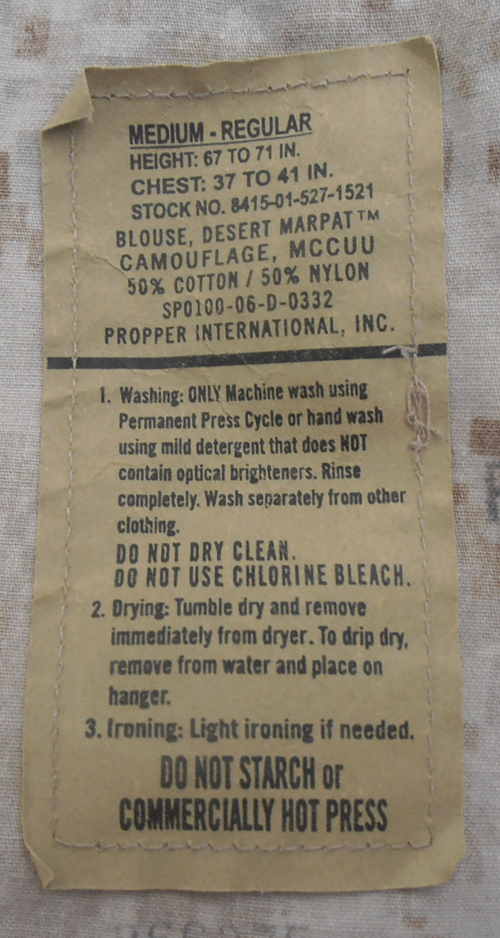 MEDIUM - REGULAR
HEIGHT: 67 TO 71 IN.
CHEST: 37 TO 41 IN.
STOCK NO. 8415-01-527-1521
BLOUSE, DESERT MARPAT™
CAMOUFLAGE, MCCUU
50% COTTON / 50% NYLON
SP0100-06-D-0332
PROPPER INTERNATIONAL, INC.
1. Washing: ONLY Machine wash using
Permanent Press Cycle or hand wash
using mild detergent that does NOT
contain optical brighteners. Rinse
completely. Wash separately from other
clothing.
DO NOT DRY CLEAN.
DO NOT USE CHLORINE BLEACH.
2. Drying: Tumble dry and remove
immediately from dryer. To drip dry,
remove from water and place on
hanger.
3. Ironing: Light ironing if needed.
DO NOT STARCH or
COMMERCIALLY HOT PRESS